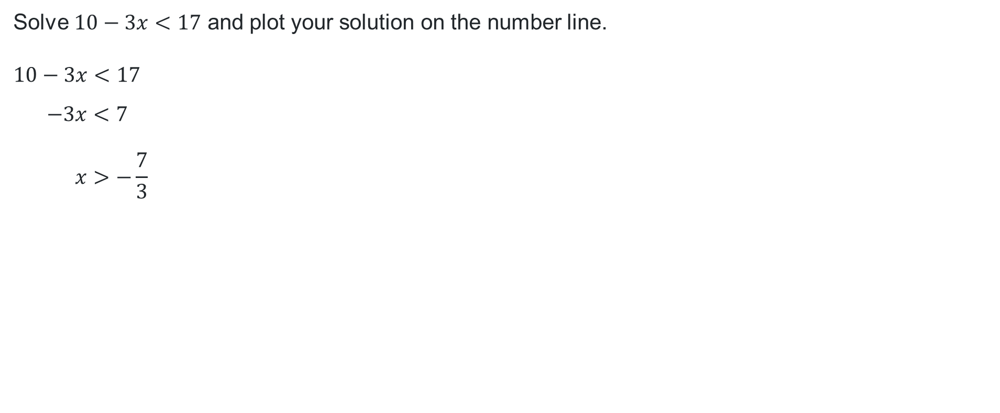 Solve 10 − 3x < 17 and plot your solution on the number line.
10 − 3x < 17
−3x < 7
x > −7/3